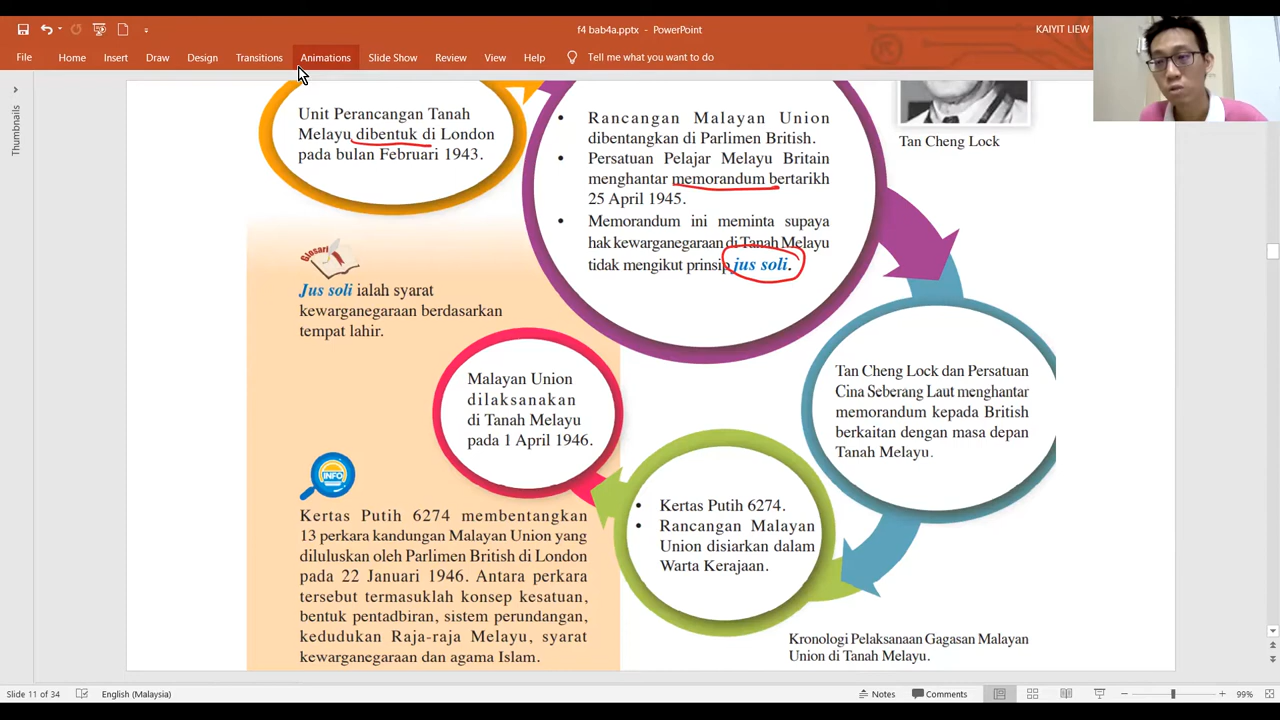 f4 bab4a.pptx - PowerPoint
KAIYIT LIEW
File Home Insert Draw Design Transitions Animations Slide Show Review View Help Tell me what you want to do
Thumbnails
Unit Perancangan Tanah
Melayu dibentuk di London
pada bulan Februari 1943.
• Rancangan Malayan Union
dibentangkan di Parlimen British.
• Persatuan Pelajar Melayu Britain
menghantar memorandum bertarikh
25 April 1945.
• Memorandum ini meminta supaya
hak kewarganegaraan di Tanah Melayu
tidak mengikut prinsip jus soli.
Tan Cheng Lock
Glosari
Jus soli ialah syarat
kewarganegaraan berdasarkan
tempat lahir.
Tan Cheng Lock dan Persatuan
Cina Seberang Laut menghantar
memorandum kepada British
berkaitan dengan masa depan
Tanah Melayu.
Malayan Union
dilaksanakan
di Tanah Melayu
pada 1 April 1946.
• Kertas Putih 6274.
• Rancangan Malayan
Union disiarkan dalam
Warta Kerajaan.
INFO
Kertas Putih 6274 membentangkan
13 perkara kandungan Malayan Union yang
diluluskan oleh Parlimen British di London
pada 22 Januari 1946. Antara perkara
tersebut termasuklah konsep kesatuan,
bentuk pentadbiran, sistem perundangan,
kedudukan Raja-raja Melayu, syarat
kewarganegaraan dan agama Islam.
Kronologi Pelaksanaan Gagasan Malayan
Union di Tanah Melayu.
Slide 11 of 34 English (Malaysia) Notes Comments 99%